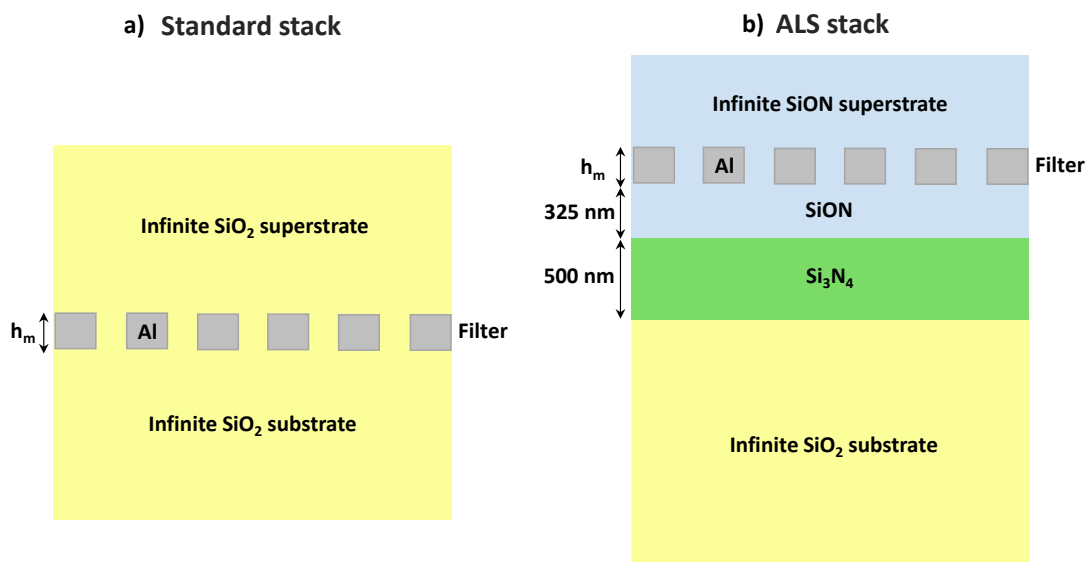 a) Standard stack
Infinite SiO₂ superstrate
hₘ
Al
Filter
Infinite SiO₂ substrate
b) ALS stack
Infinite SiON superstrate
hₘ
Al
Filter
325 nm
SiON
500 nm
Si₃N₄
Infinite SiO₂ substrate